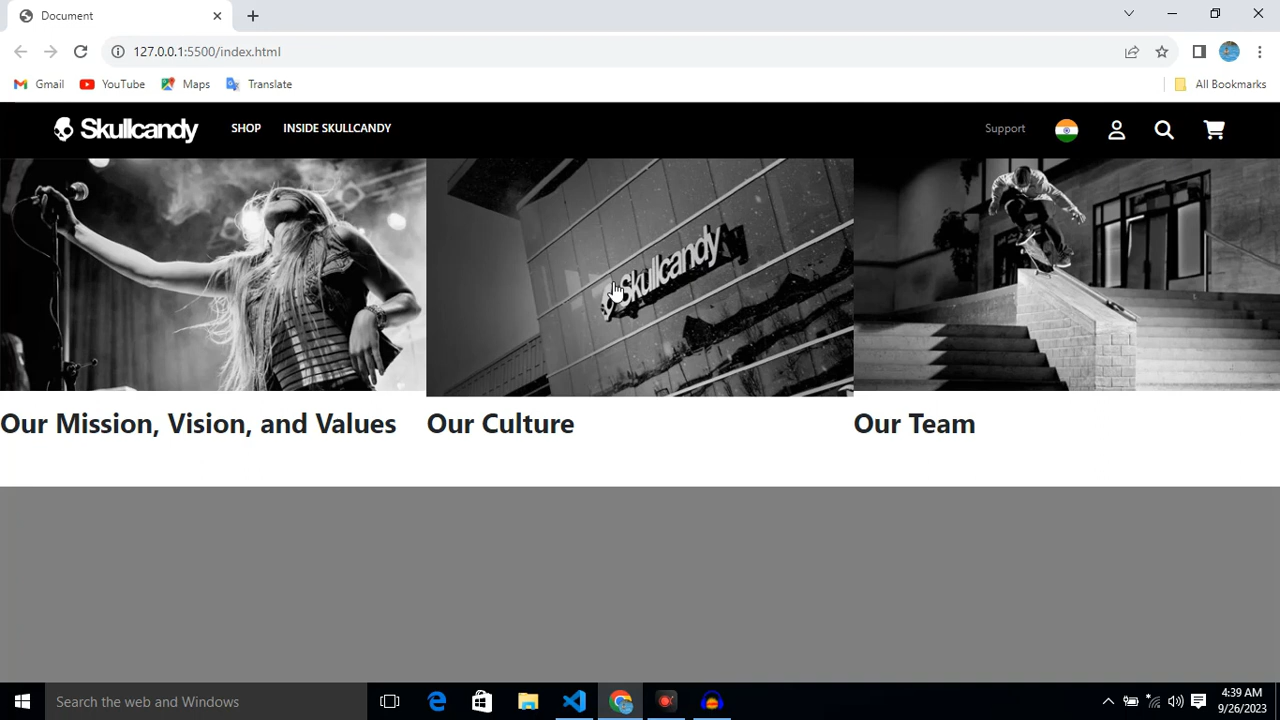 Document
127.0.0.1:5500/index.html
Gmail YouTube Maps Translate All Bookmarks
Skullcandy SHOP INSIDE SKULLCANDY Support
Skullcandy
Our Mission, Vision, and Values Our Culture Our Team
Search the web and Windows
4:39 AM
9/26/2023